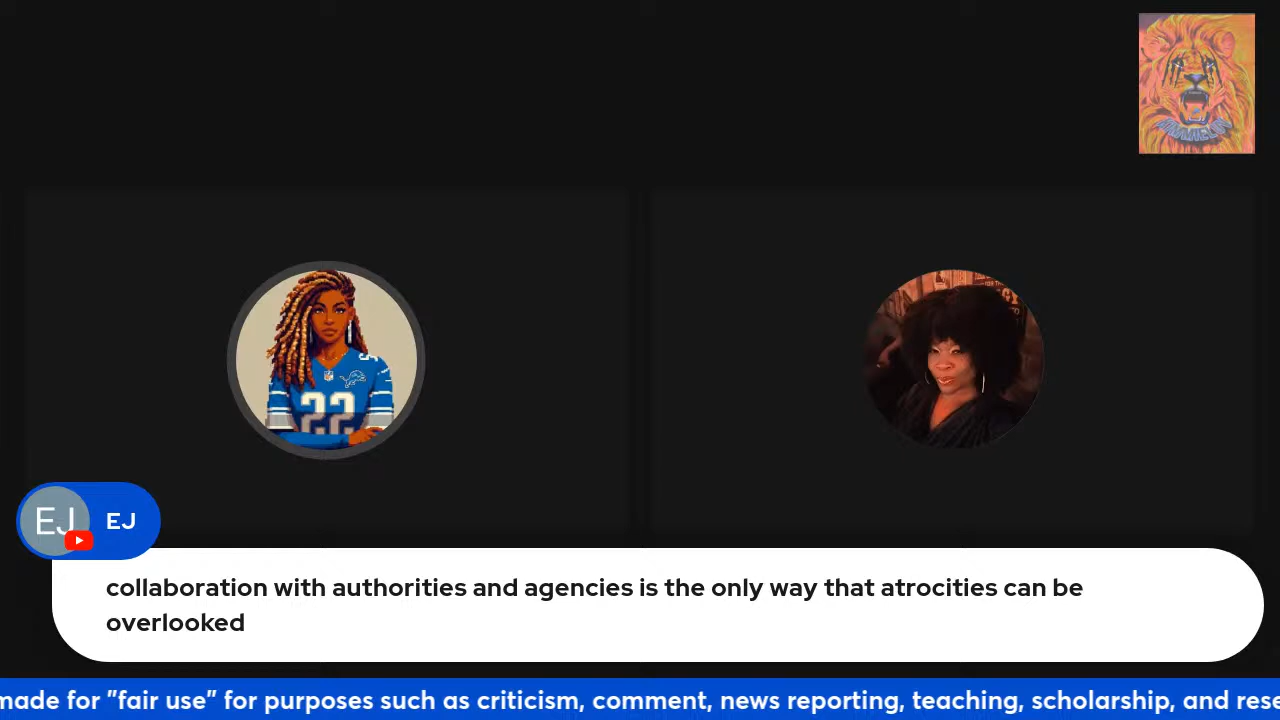 22
EJ
EJ
collaboration with authorities and agencies is the only way that atrocities can be
overlooked
made for "fair use" for purposes such as criticism, comment, news reporting, teaching, scholarship, and rese